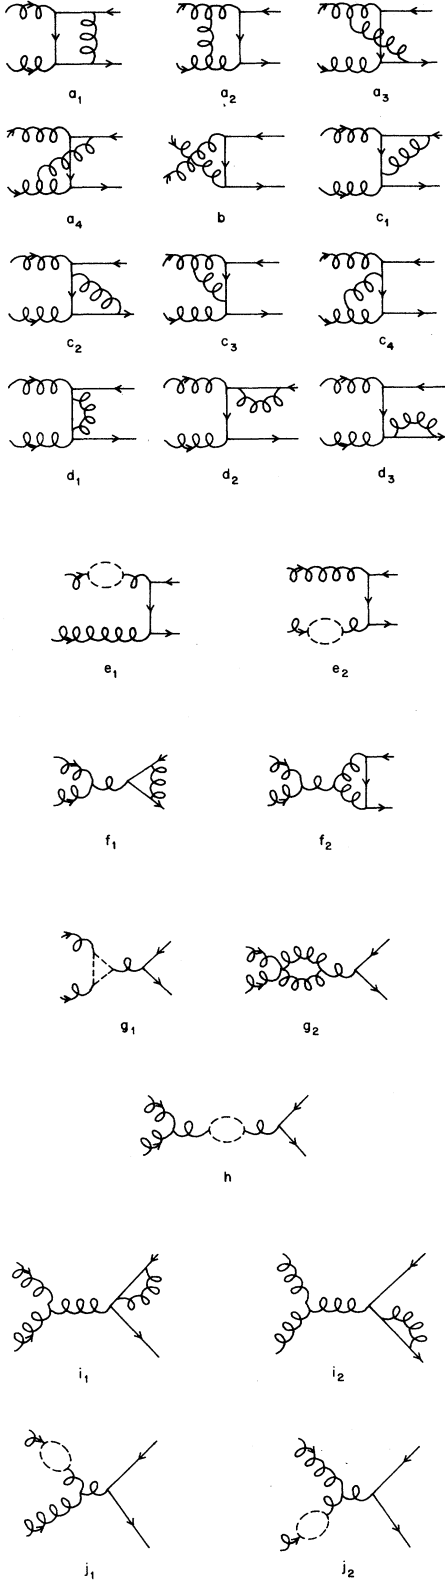 a1 a2 a3
a4 b c1
c2 c3 c4
d1 d2 d3
e1 e2
f1 f2
g1 g2
h
i1 i2
j1 j2